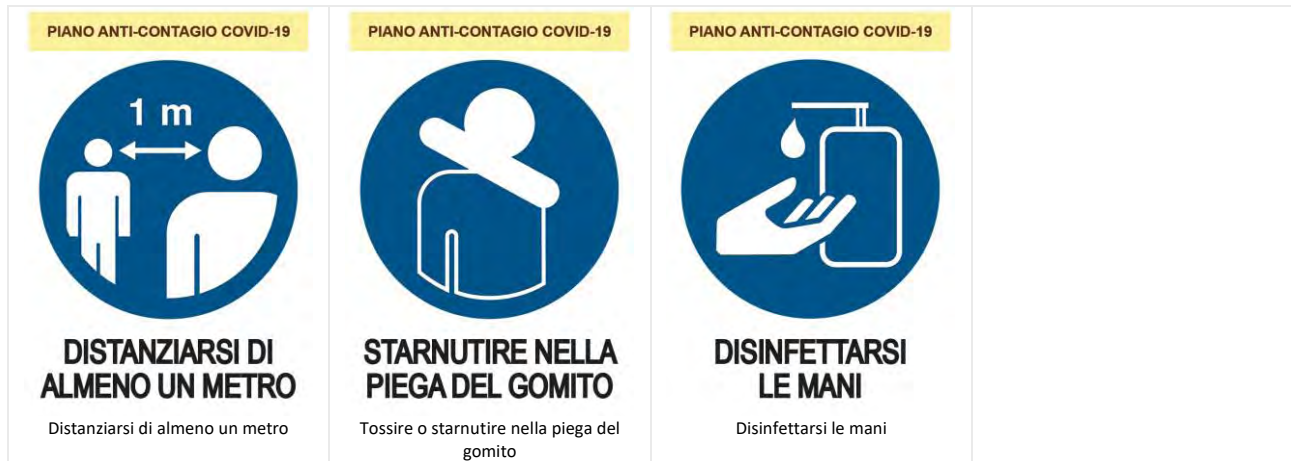 PIANO ANTI-CONTAGIO COVID-19
1 m
DISTANZIARSI DI
ALMENO UN METRO
Distanziarsi di almeno un metro
PIANO ANTI-CONTAGIO COVID-19
STARNUTIRE NELLA
PIEGA DEL GOMITO
Tossire o starnutire nella piega del
gomito
PIANO ANTI-CONTAGIO COVID-19
DISINFETTARSI
LE MANI
Disinfettarsi le mani